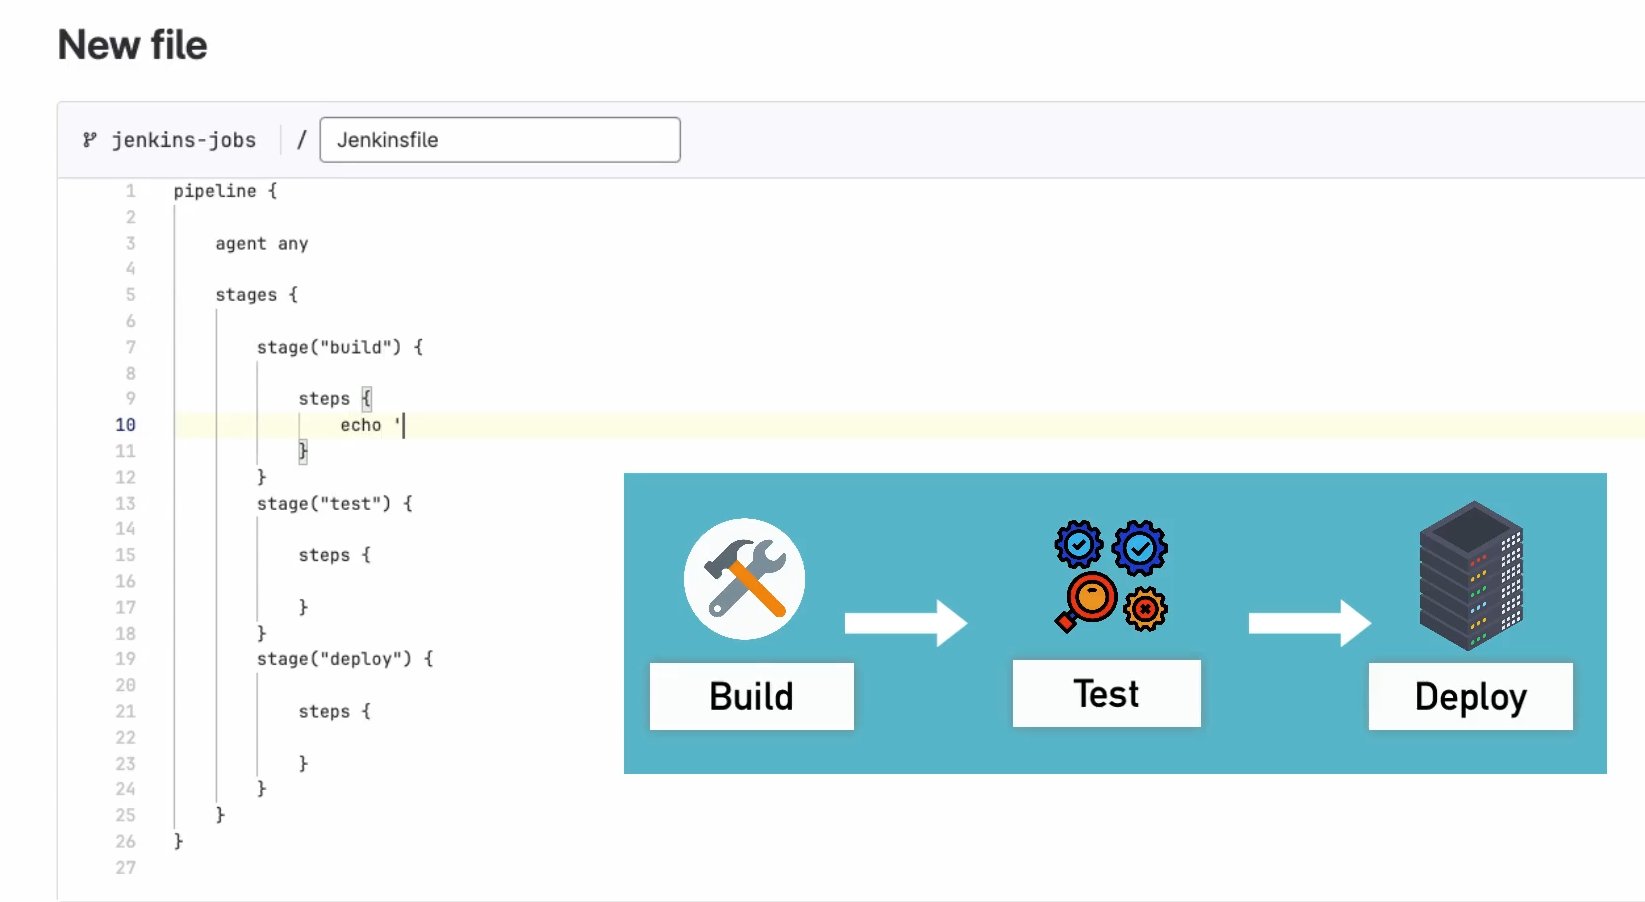 New file
jenkins-jobs / Jenkinsfile
1 pipeline {
2
3 agent any
4
5 stages {
6
7 stage("build") {
8
9 steps {
10 echo '
11 }
12 }
13 stage("test") {
14
15 steps {
16
17 }
18 }
19 stage("deploy") {
20
21 steps {
22
23 }
24 }
25 }
26 }
27
Build
Test
Deploy